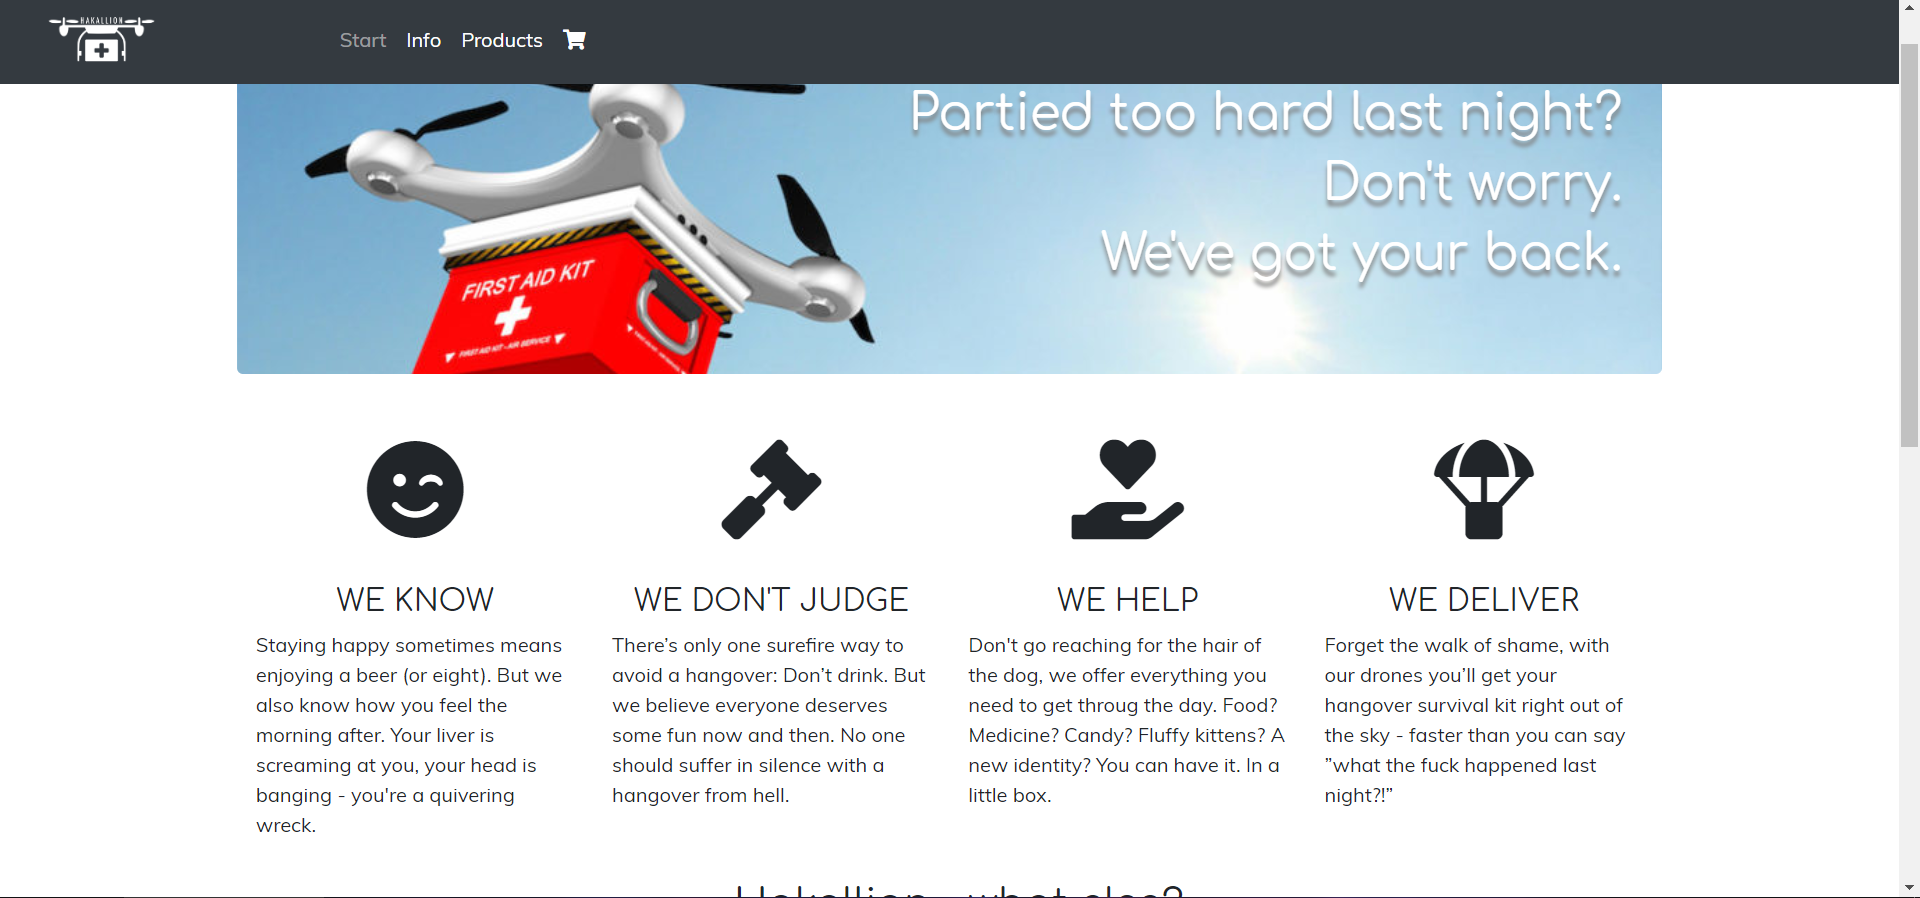 HAKALLION
Start Info Products
Partied too hard last night?
Don't worry.
We've got your back.
FIRST AID KIT
FIRST AID KIT - AIR SERVICE
WE KNOW
Staying happy sometimes means
enjoying a beer (or eight). But we
also know how you feel the
morning after. Your liver is
screaming at you, your head is
banging - you're a quivering
wreck.
WE DON'T JUDGE
There’s only one surefire way to
avoid a hangover: Don’t drink. But
we believe everyone deserves
some fun now and then. No one
should suffer in silence with a
hangover from hell.
WE HELP
Don't go reaching for the hair of
the dog, we offer everything you
need to get throug the day. Food?
Medicine? Candy? Fluffy kittens? A
new identity? You can have it. In a
little box.
WE DELIVER
Forget the walk of shame, with
our drones you’ll get your
hangover survival kit right out of
the sky - faster than you can say
”what the fuck happened last
night?!”
Hakallion - what else?